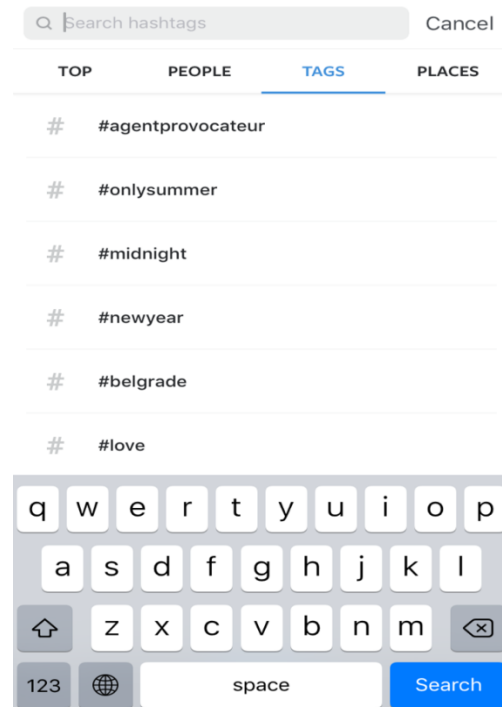 Search hashtags Cancel
TOP PEOPLE TAGS PLACES
# #agentprovocateur
# #onlysummer
# #midnight
# #newyear
# #belgrade
# #love
q w e r t y u i o p
a s d f g h j k l
z x c v b n m
123 space Search